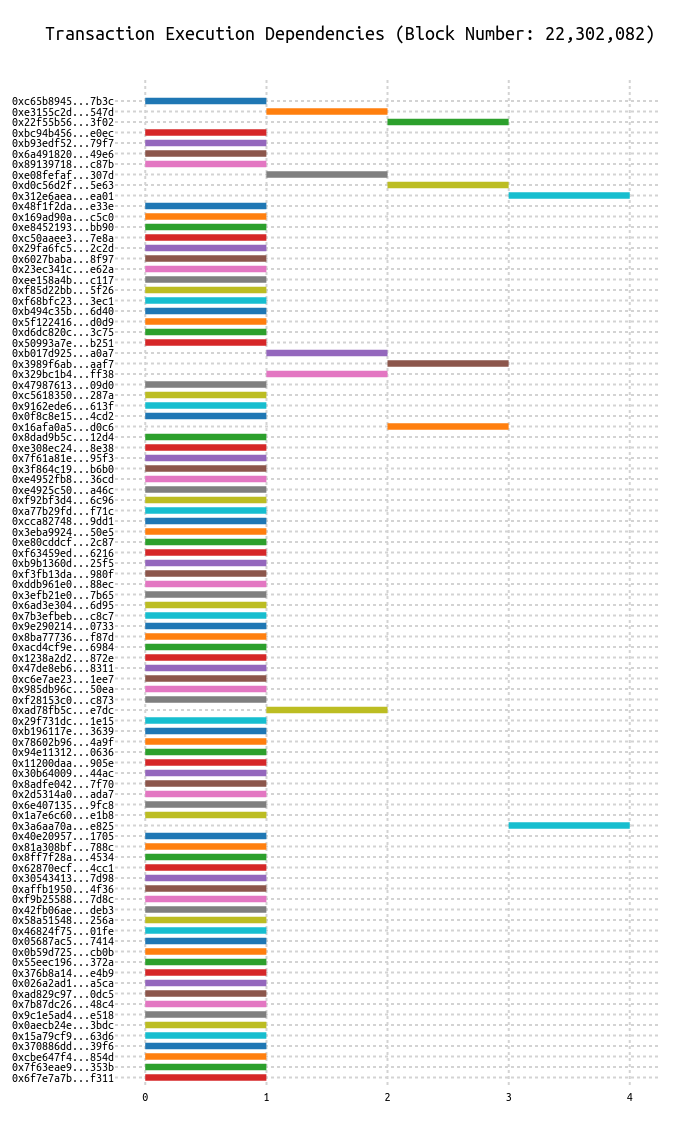 Transaction Execution Dependencies (Block Number: 22,302,082)
0xc65b8945...7b3c
0xe3155c2d...547d
0x22f55b56...3f02
0xbc94b456...e0ec
0xb93edf52...79f7
0x6a491820...49e6
0x89139718...c87b
0xe08fefaf...307d
0xd0c56d2f...5e63
0x312e6aea...ea01
0x48f1f2da...e33e
0x169ad90a...c5c0
0xe8452193...bb90
0xc50aaee3...7e8a
0x29fa6fc5...2c2d
0x6027baba...8f97
0x23ec341c...e62a
0xee158a4b...c117
0xf85d22bb...5f26
0xf68bfc23...3ec1
0xb494c35b...6d40
0x5f122416...d0d9
0xd6dc820c...3c75
0x50993a7e...b251
0xb017d925...a0a7
0x3989f6ab...aaf7
0x329bc1b4...ff38
0x47987613...09d0
0xc5618350...287a
0x9162ede6...613f
0x0f8c8e15...4cd2
0x16afa0a5...d0c6
0x8dad9b5c...12d4
0xe308ec24...8e38
0x7f61a81e...95f3
0x3f864c19...b6b0
0xe4952fb8...36cd
0xe4925c50...a46c
0xf92bf3d4...6c96
0xa77b29fd...f71c
0xcca82748...9dd1
0x3eba9924...50e5
0xe80cddcf...2c87
0xf63459ed...6216
0xb9b1360d...25f5
0xf3fb13da...980f
0xddb961e0...88ec
0x3efb21e0...7b65
0x6ad3e304...6d95
0x7b3efbeb...c8c7
0x9e290214...0733
0x8ba77736...f87d
0xacd4cf9e...6984
0x1238a2d2...872e
0x47de8eb6...8311
0xc6e7ae23...1ee7
0x985db96c...50ea
0xf28153c0...c873
0xad78fb5c...e7dc
0x29f731dc...1e15
0xb196117e...3639
0x78602b96...4a9f
0x94e11312...0636
0x11200daa...905e
0x30b64009...44ac
0x8adfe042...7f70
0x2d5314a0...ada7
0x6e407135...9fc8
0x1a7e6c60...e1b8
0x3a6aa70a...e825
0x40e20957...1705
0x81a308bf...788c
0x8ff7f28a...4534
0x62870ecf...4cc1
0x30543413...7d98
0xaffb1950...4f36
0xf9b25588...7d8c
0x42fb06ae...deb3
0x58a51548...256a
0x46824f75...01fe
0x05687ac5...7414
0x0b59d725...cb0b
0x55eec196...372a
0x376b8a14...e4b9
0x026a2ad1...a5ca
0xad829c97...0dc5
0x7b87dc26...48c4
0x9c1e5ad4...e518
0x0aecb24e...3bdc
0x15a79cf9...63d6
0x370886dd...39f6
0xcbe647f4...854d
0x7f63eae9...353b
0x6f7e7a7b...f311
0 1 2 3 4